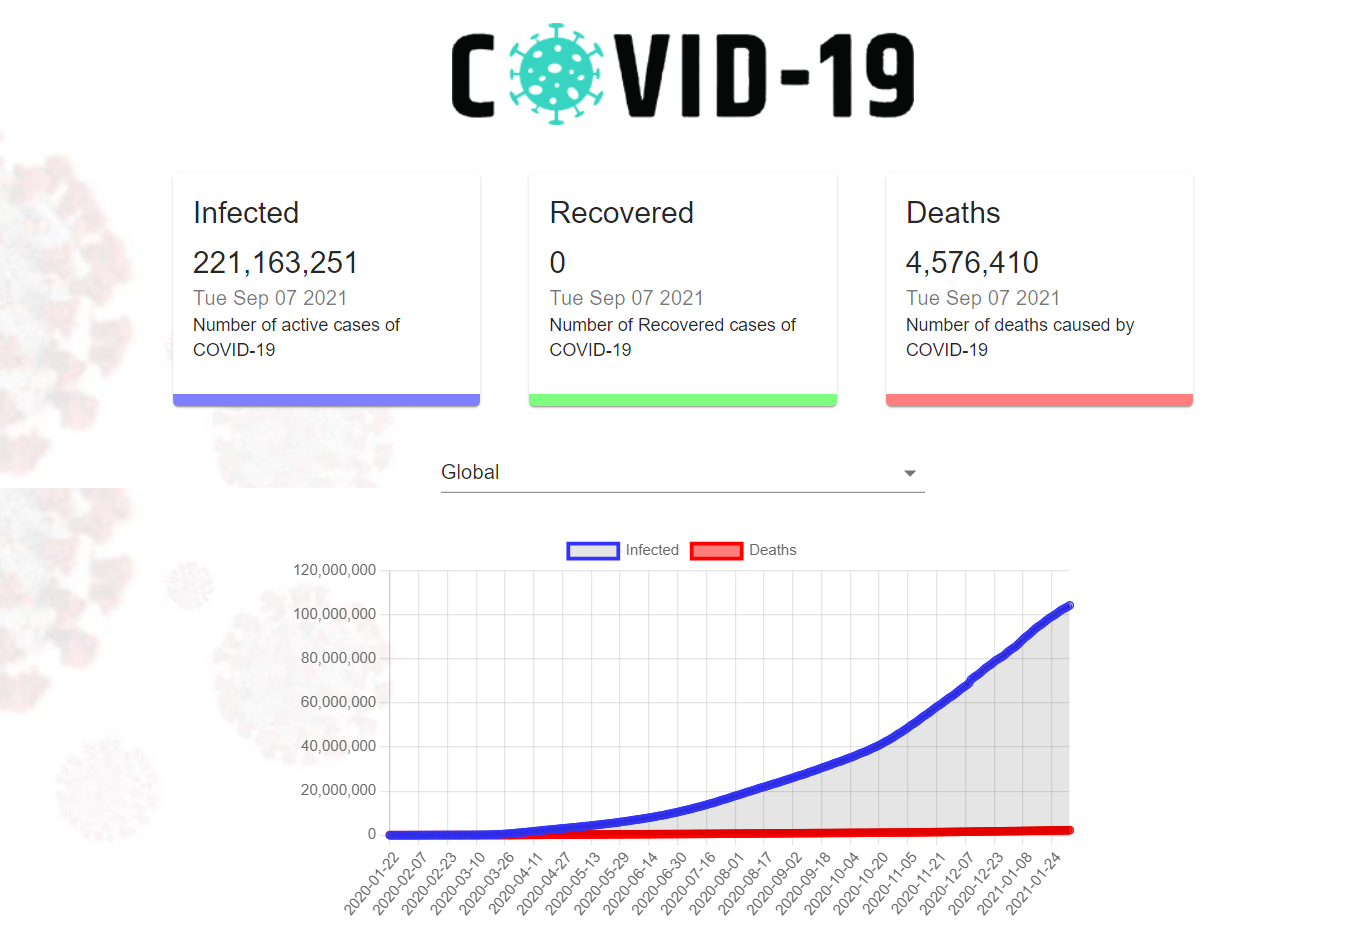 COVID-19
Infected
221,163,251
Tue Sep 07 2021
Number of active cases of
COVID-19
Recovered
0
Tue Sep 07 2021
Number of Recovered cases of
COVID-19
Deaths
4,576,410
Tue Sep 07 2021
Number of deaths caused by
COVID-19
Global
Infected
Deaths
120,000,000
100,000,000
80,000,000
60,000,000
40,000,000
20,000,000
0
2020-01-22
2020-02-07
2020-02-23
2020-03-10
2020-03-26
2020-04-11
2020-04-27
2020-05-13
2020-05-29
2020-06-14
2020-06-30
2020-07-16
2020-08-01
2020-08-17
2020-09-02
2020-09-18
2020-10-04
2020-10-20
2020-11-05
2020-11-21
2020-12-07
2020-12-23
2021-01-08
2021-01-24